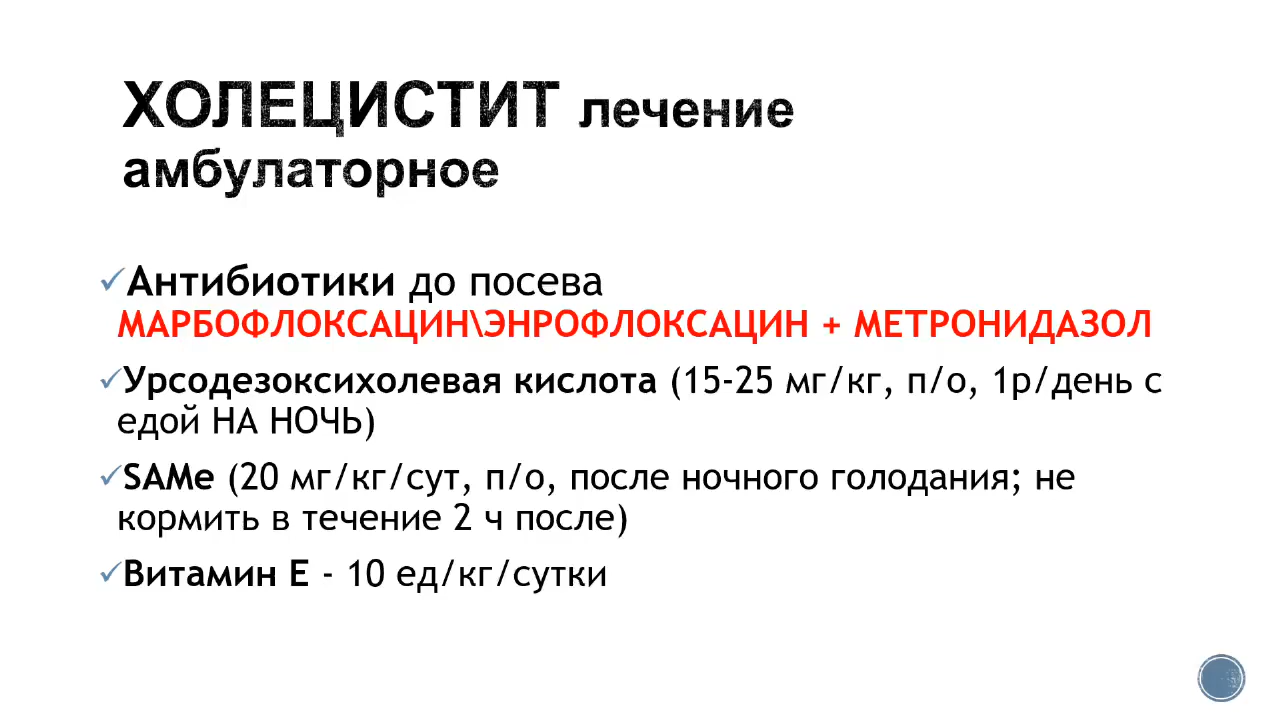 ХОЛЕЦИСТИТ лечение
амбулаторное
✓Антибиотики до посева
МАРБОФЛОКСАЦИН\ЭНРОФЛОКСАЦИН + МЕТРОНИДАЗОЛ
✓Урсодезоксихолевая кислота (15-25 мг/кг, п/о, 1р/день с
едой НА НОЧЬ)
✓SAMe (20 мг/кг/сут, п/о, после ночного голодания; не
кормить в течение 2 ч после)
✓Витамин Е - 10 ед/кг/сутки